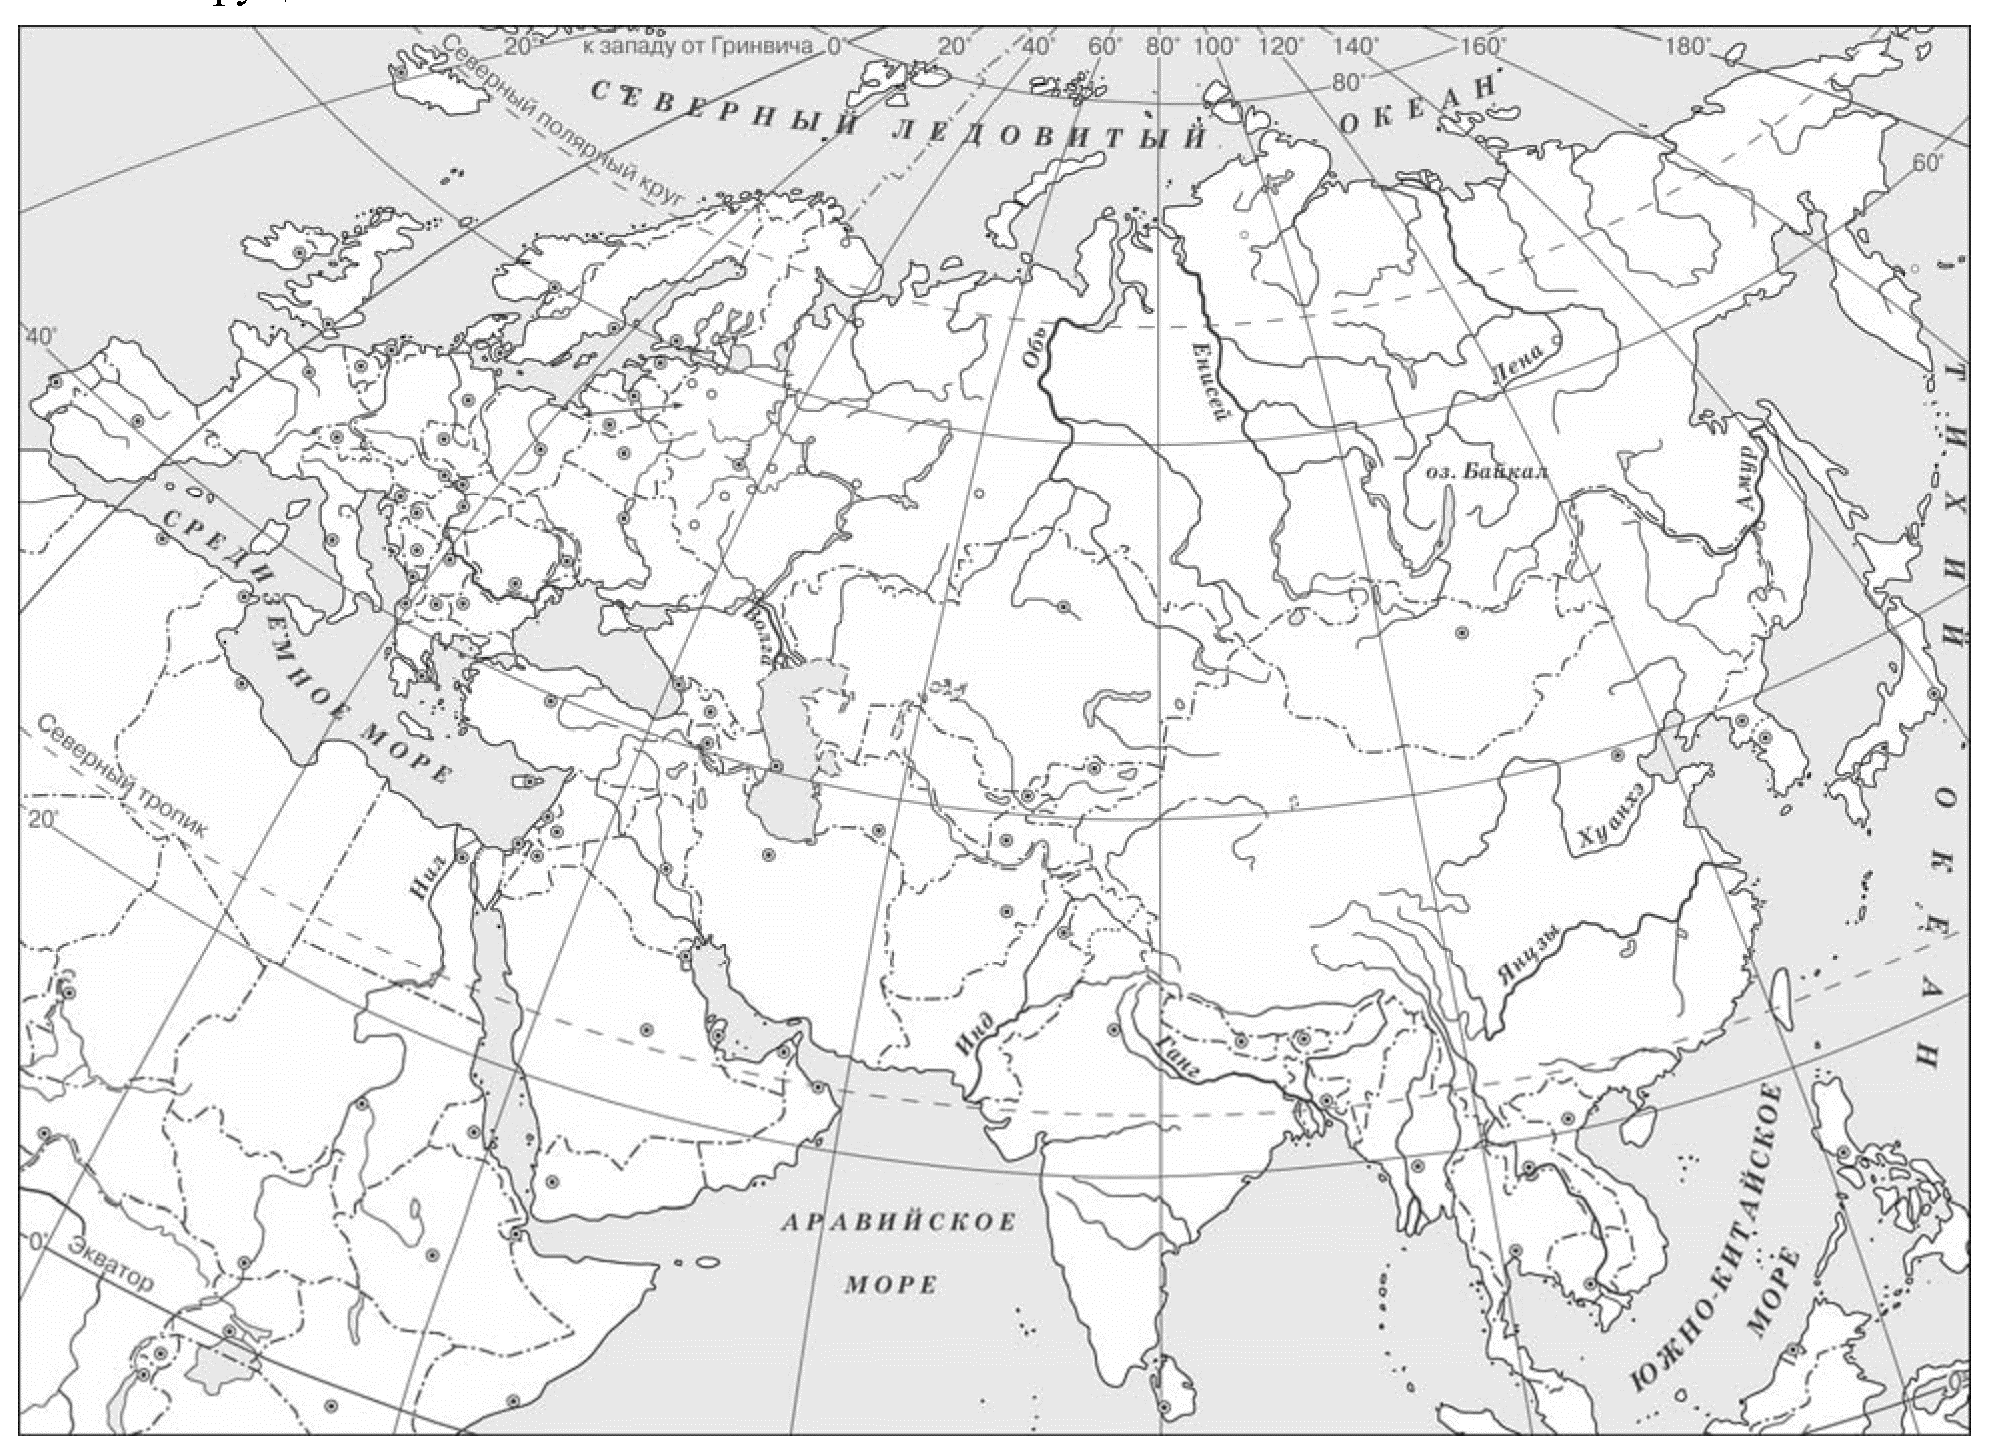 20° к западу от Гринвича 0° 20° 40° 60° 80° 100° 120° 140° 160° 180°
80°
60°
СЕВЕРНЫЙ ЛЕДОВИТЫЙ ОКЕАН
Северный полярный круг
40°
Обь
Енисей
Лена
оз. Байкал
Амур
ТИХИЙ ОКЕАН
СРЕДИЗЕМНОЕ МОРЕ
Волга
Северный тропик
20°
Нил
Хуанхэ
Янцзы
Инд
Ганг
АРАВИЙСКОЕ
МОРЕ
ЮЖНО-КИТАЙСКОЕ
МОРЕ
0°
Экватор
0°